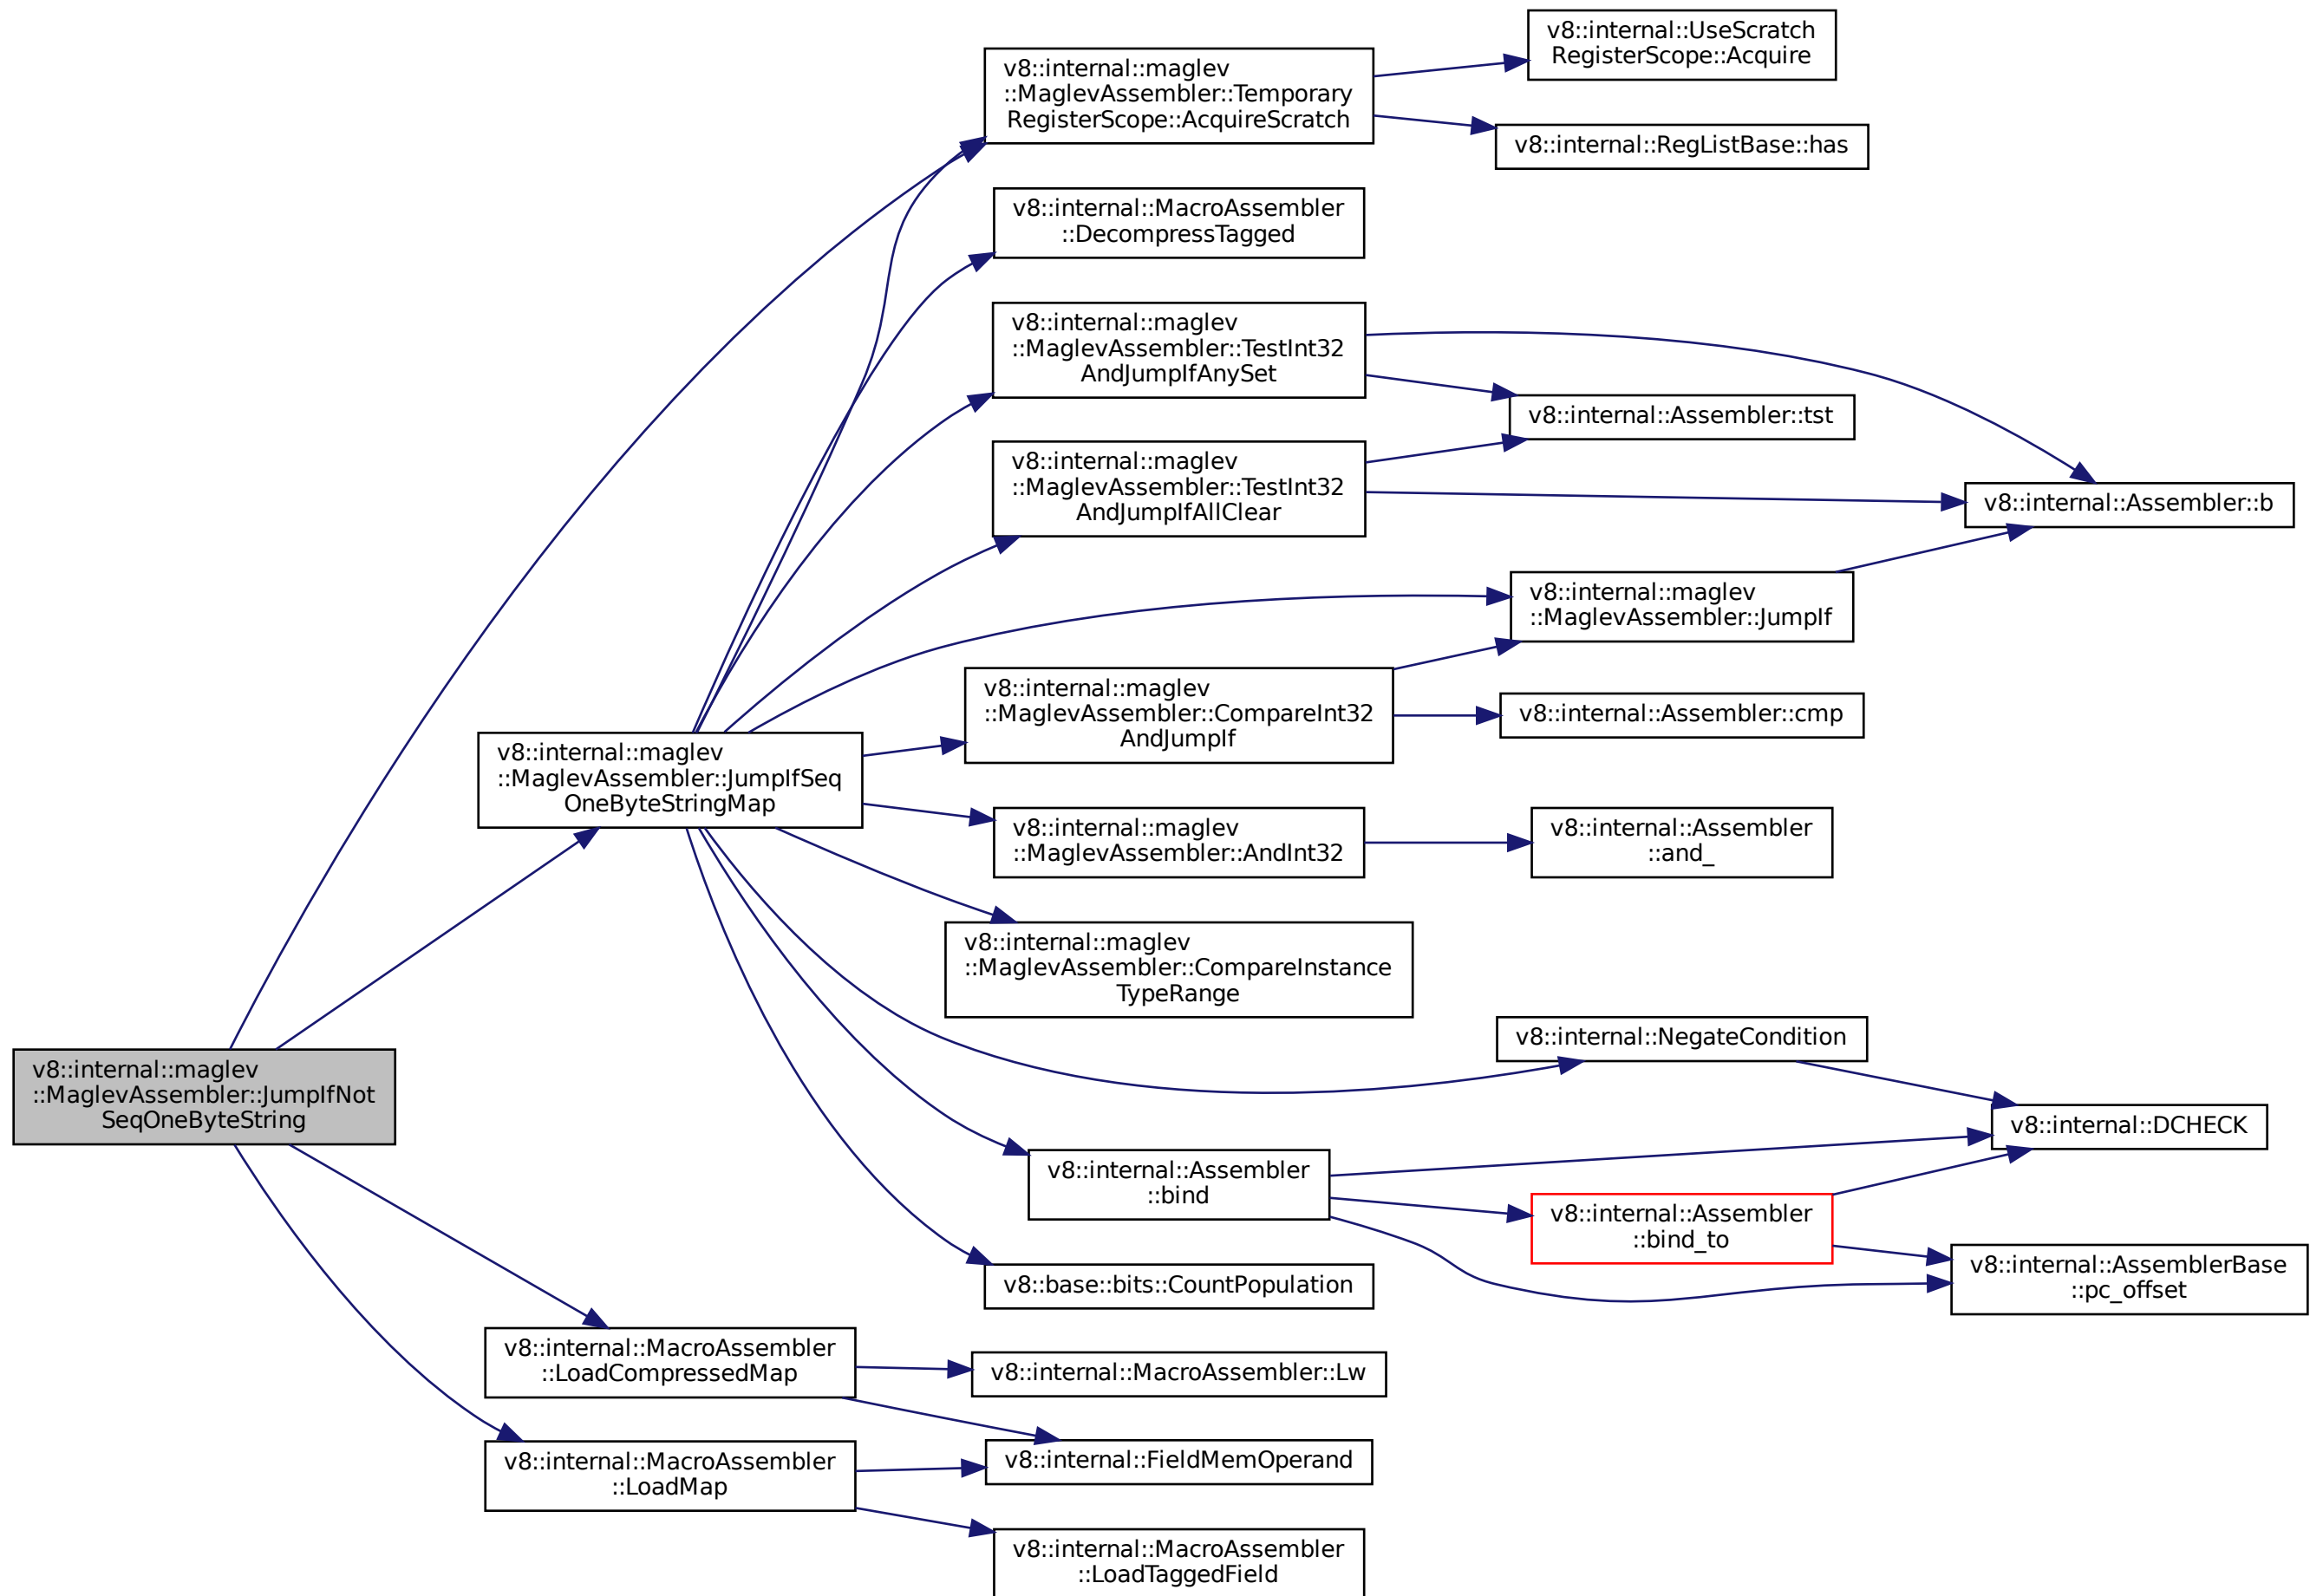 v8::internal::UseScratch
RegisterScope::Acquire
v8::internal::maglev
::MaglevAssembler::Temporary
RegisterScope::AcquireScratch
v8::internal::RegListBase::has
v8::internal::MacroAssembler
::DecompressTagged
v8::internal::maglev
::MaglevAssembler::TestInt32
AndJumpIfAnySet
v8::internal::Assembler::tst
v8::internal::maglev
::MaglevAssembler::TestInt32
AndJumpIfAllClear
v8::internal::Assembler::b
v8::internal::maglev
::MaglevAssembler::JumpIf
v8::internal::maglev
::MaglevAssembler::CompareInt32
AndJumpIf
v8::internal::Assembler::cmp
v8::internal::maglev
::MaglevAssembler::JumpIfSeq
OneByteStringMap
v8::internal::maglev
::MaglevAssembler::AndInt32
v8::internal::Assembler
::and_
v8::internal::maglev
::MaglevAssembler::CompareInstance
TypeRange
v8::internal::NegateCondition
v8::internal::maglev
::MaglevAssembler::JumpIfNot
SeqOneByteString
v8::internal::DCHECK
v8::internal::Assembler
::bind
v8::internal::Assembler
::bind_to
v8::internal::AssemblerBase
::pc_offset
v8::base::bits::CountPopulation
v8::internal::MacroAssembler
::LoadCompressedMap
v8::internal::MacroAssembler::Lw
v8::internal::FieldMemOperand
v8::internal::MacroAssembler
::LoadMap
v8::internal::MacroAssembler
::LoadTaggedField